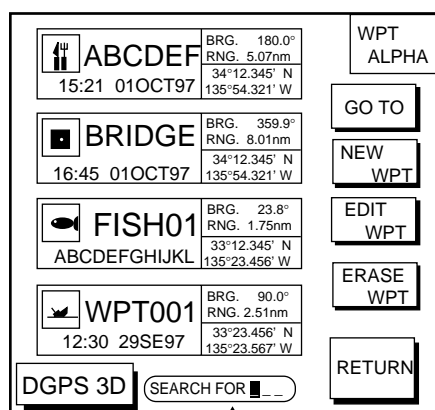 WPT
ALPHA
ABCDEF
15:21 01OCT97
BRG. 180.0°
RNG. 5.07nm
34°12.345' N
135°54.321' W
GO TO
BRIDGE
16:45 01OCT97
BRG. 359.9°
RNG. 8.01nm
34°12.345' N
135°54.321' W
NEW
WPT
FISH01
ABCDEFGHIJKL
BRG. 23.8°
RNG. 1.75nm
33°12.345' N
135°23.456' W
EDIT
WPT
ERASE
WPT
WPT001
12:30 29SE97
BRG. 90.0°
RNG. 2.51nm
33°23.456' N
135°23.567' W
RETURN
DGPS 3D
SEARCH FOR █ _ _